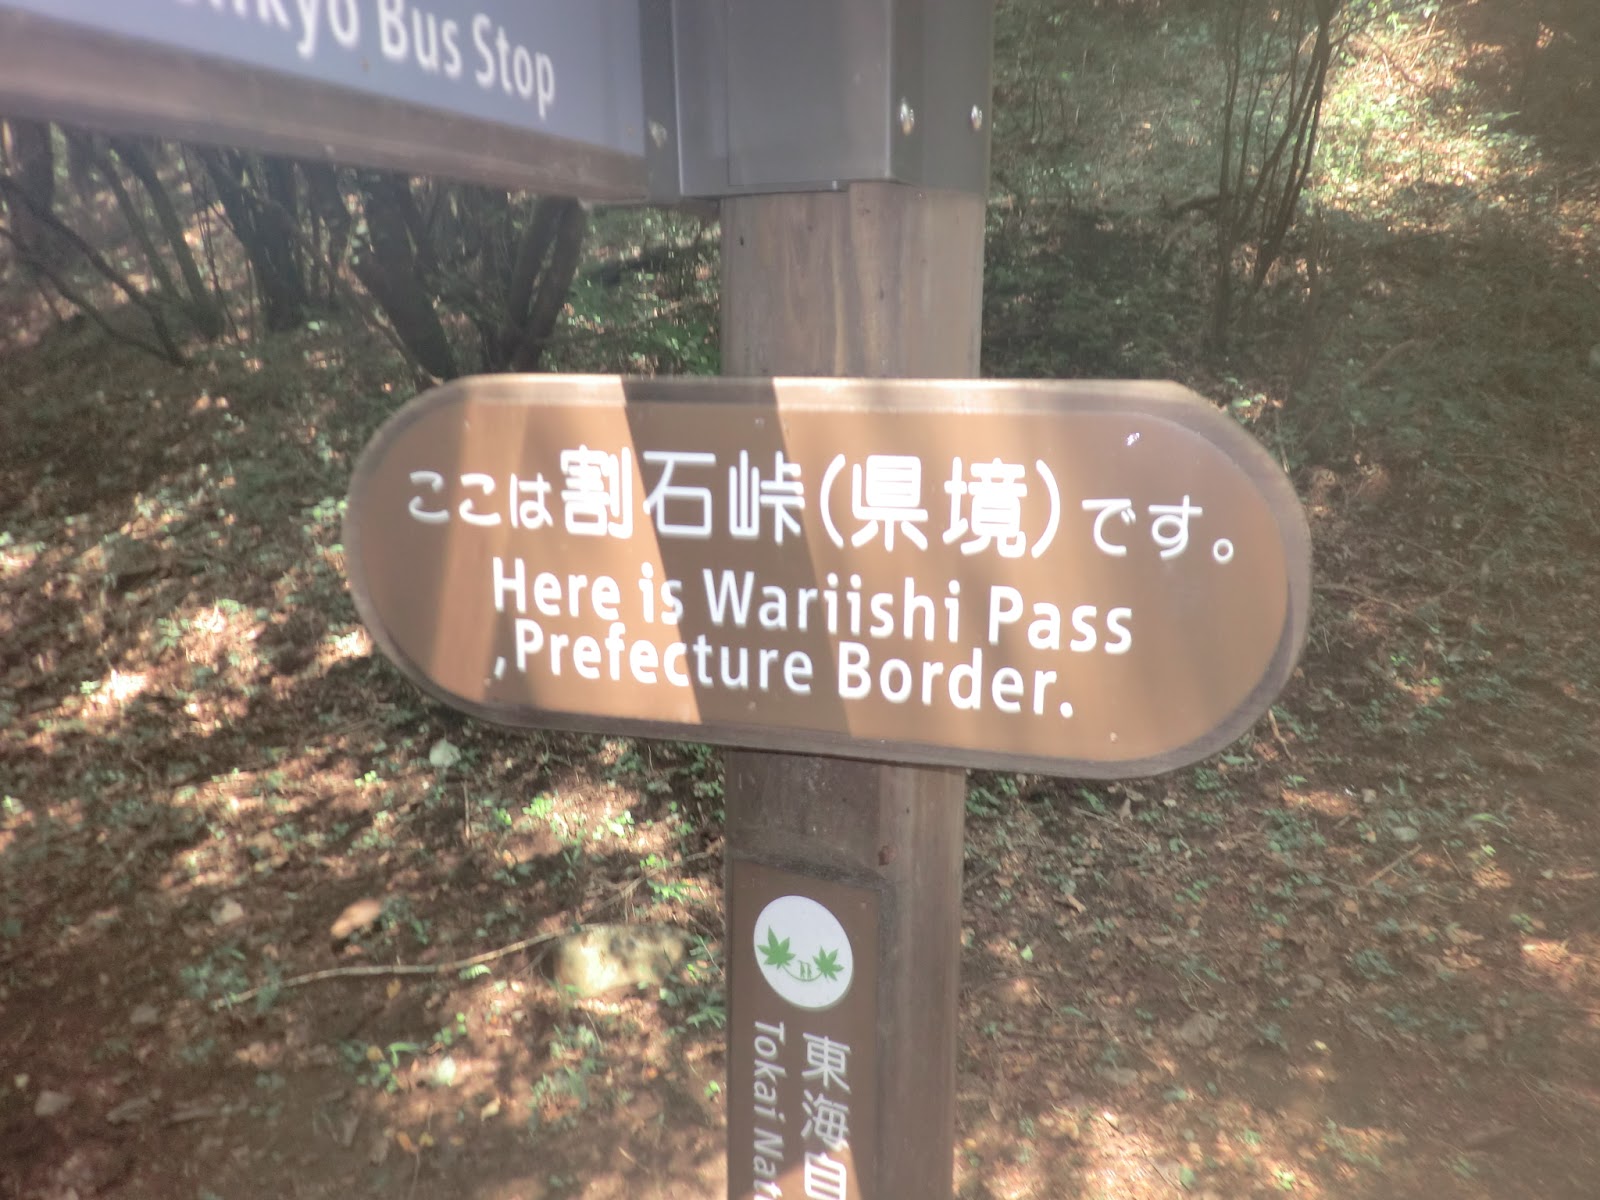 Bus Stop
ここは割石峠(県境)です。
Here is Wariishi Pass
,Prefecture Border.
東海自
Tokai